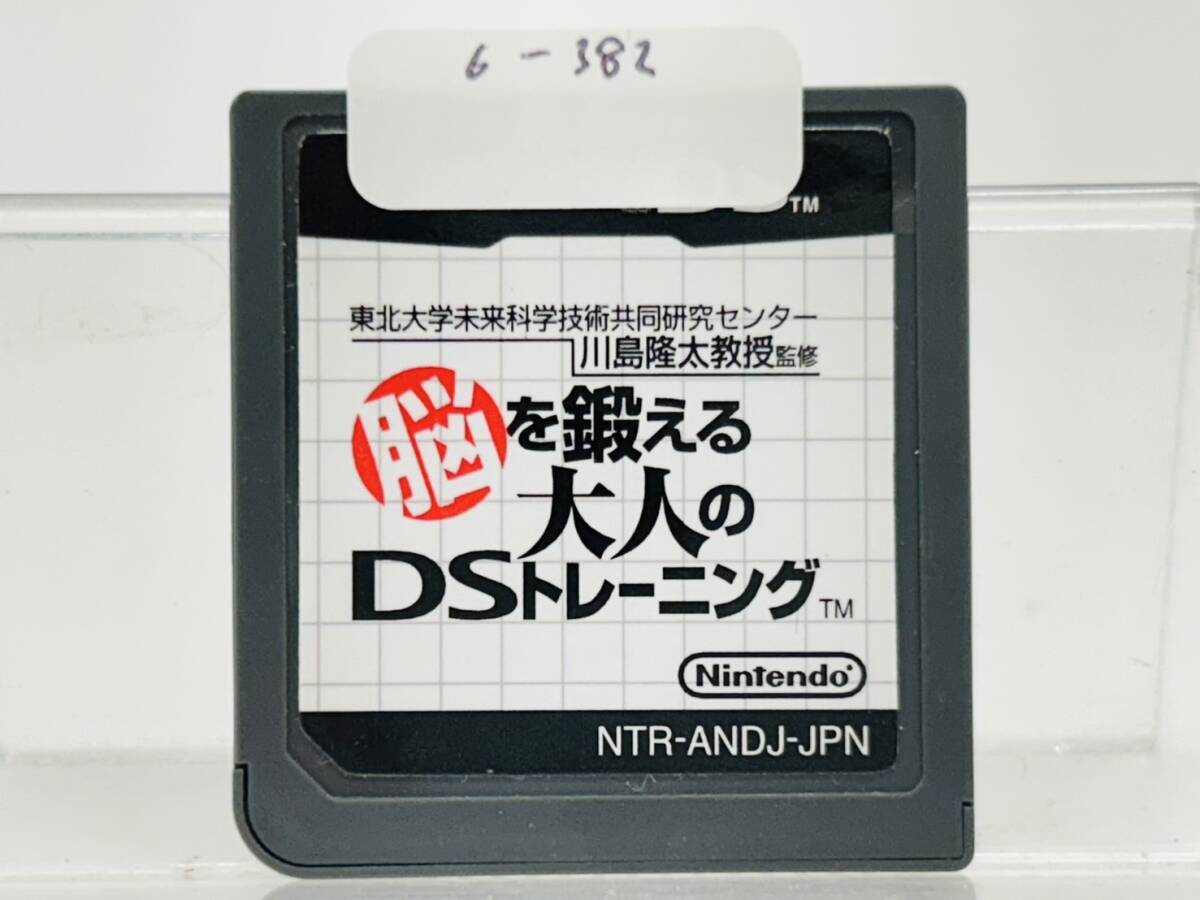 6-382
TM
東北大学未来科学技術共同研究センター
川島隆太教授監修
脳を鍛える
大人の
DSトレーニングTM
Nintendo
NTR-ANDJ-JPN